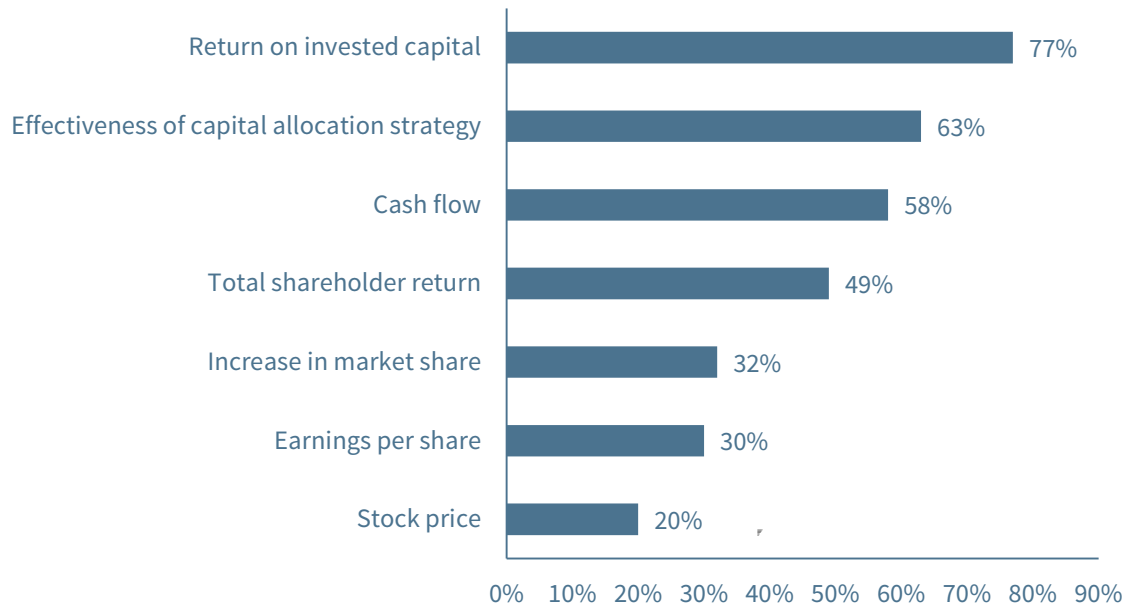 Return on invested capital 77%
Effectiveness of capital allocation strategy 63%
Cash flow 58%
Total shareholder return 49%
Increase in market share 32%
Earnings per share 30%
Stock price 20%
0% 10% 20% 30% 40% 50% 60% 70% 80% 90%